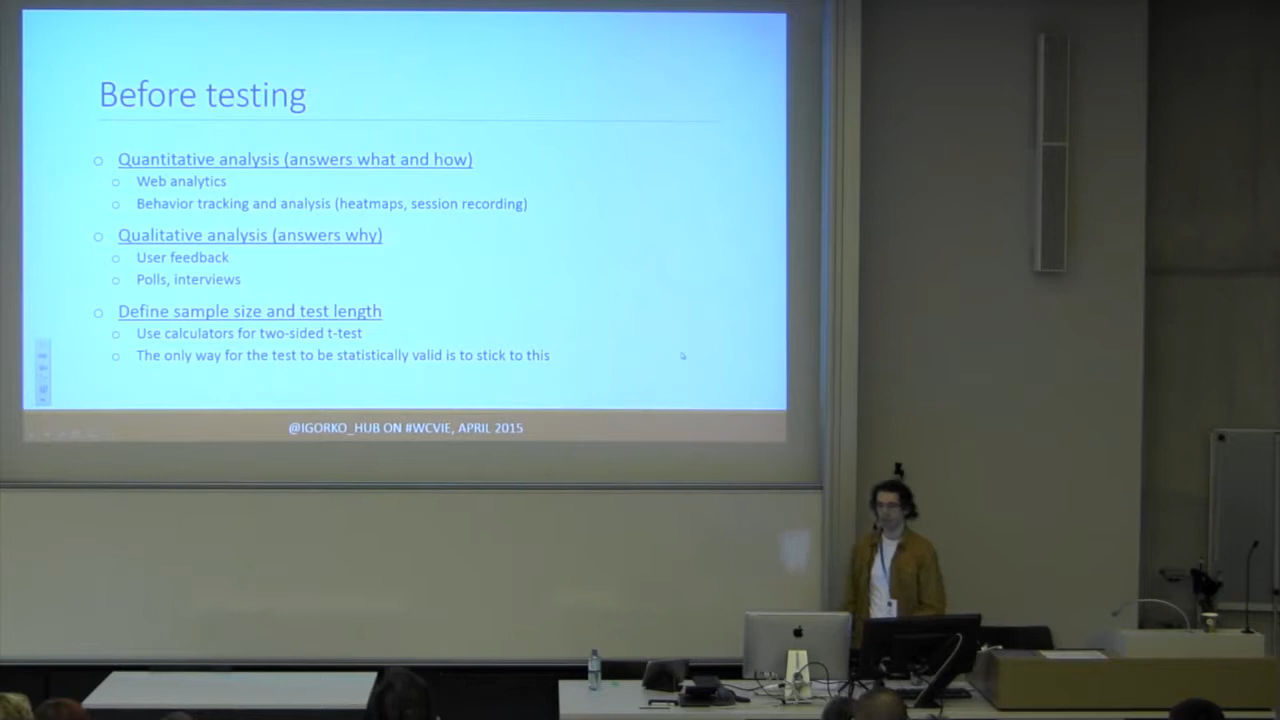 Before testing
Quantitative analysis (answers what and how)
Web analytics
Behavior tracking and analysis (heatmaps, session recording)
Qualitative analysis (answers why)
User feedback
Polls, interviews
Define sample size and test length
Use calculators for two-sided t-test
The only way for the test to be statistically valid is to stick to this
@IGORKO_HUB ON #WCVIE, APRIL 2015